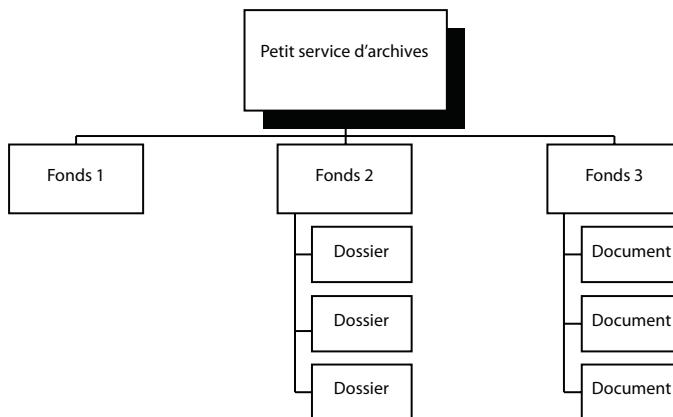 Petit service d’archives
Fonds 1
Fonds 2
Fonds 3
Dossier
Document
Dossier
Document
Dossier
Document